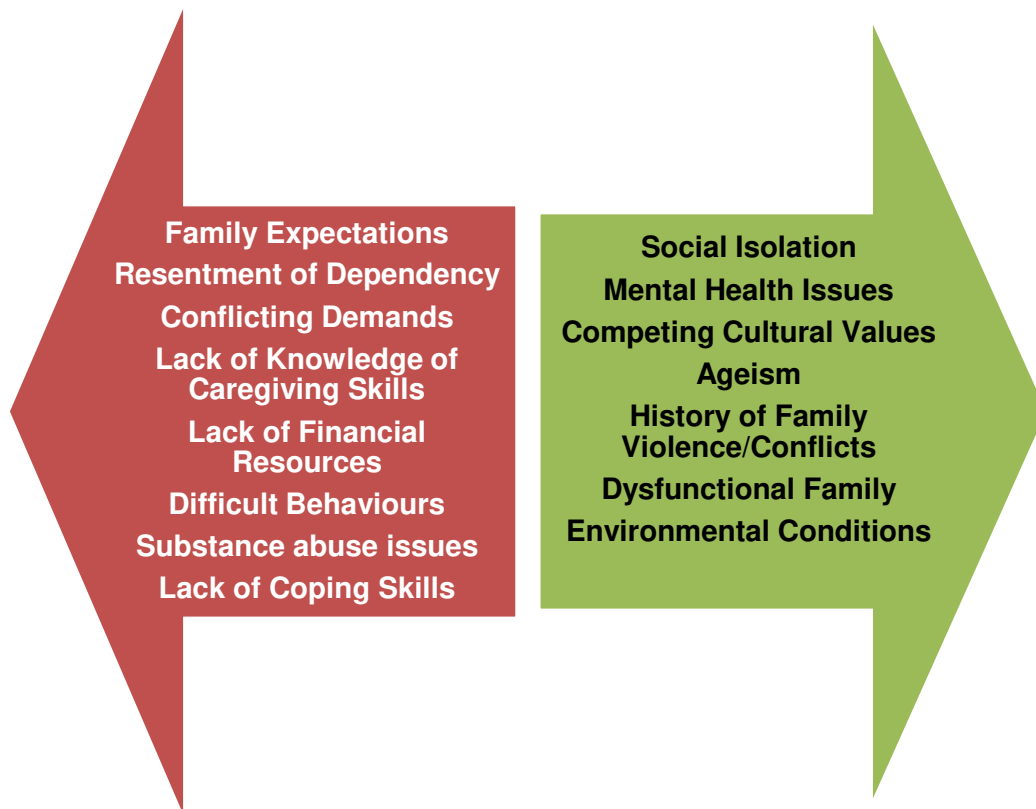 Family Expectations
Resentment of Dependency
Conflicting Demands
Lack of Knowledge of
Caregiving Skills
Lack of Financial
Resources
Difficult Behaviours
Substance abuse issues
Lack of Coping Skills
Social Isolation
Mental Health Issues
Competing Cultural Values
Ageism
History of Family
Violence/Conflicts
Dysfunctional Family
Environmental Conditions